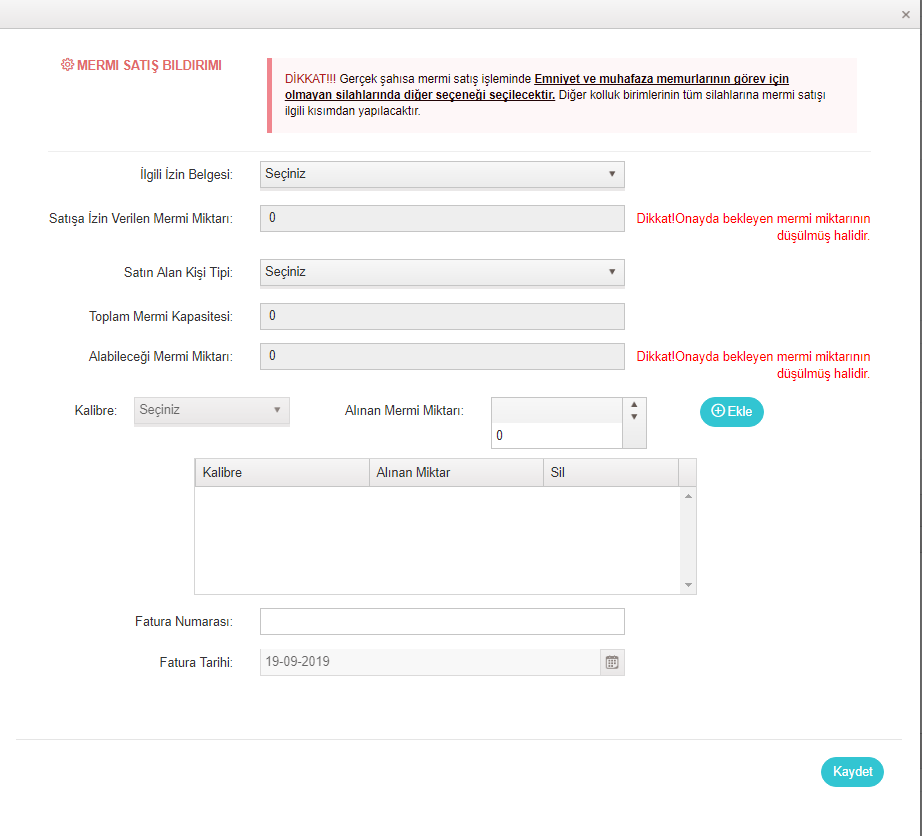 MERMI SATIŞ BILDIRIMI
DİKKAT!!! Gerçek şahısa mermi satış işleminde Emniyet ve muhafaza memurlarının görev için
olmayan silahlarında diğer seçeneği seçilecektir. Diğer kolluk birimlerinin tüm silahlarına mermi satışı
ilgili kısımdan yapılacaktır.
İlgili İzin Belgesi: Seçiniz
Satışa İzin Verilen Mermi Miktarı: 0 Dikkat!Onayda bekleyen mermi miktarının
düşülmüş halidir.
Satın Alan Kişi Tipi: Seçiniz
Toplam Mermi Kapasitesi: 0
Alabileceği Mermi Miktarı: 0 Dikkat!Onayda bekleyen mermi miktarının
düşülmüş halidir.
Kalibre: Seçiniz Alınan Mermi Miktarı: Ekle
0
Kalibre Alınan Miktar Sil
Fatura Numarası:
Fatura Tarihi: 19-09-2019
Kaydet